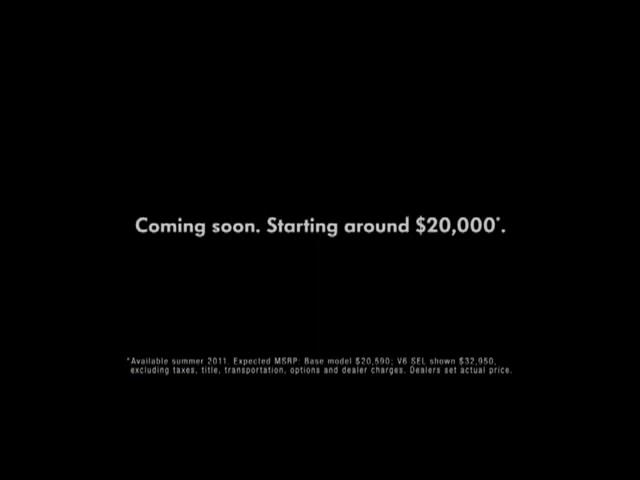 Coming soon. Starting around $20,000*.
*Available summer 2011. Expected MSRP: Base model $20,590; V6 SEL shown $32,950,
excluding taxes, title, transportation, options and dealer charges. Dealers set actual price.